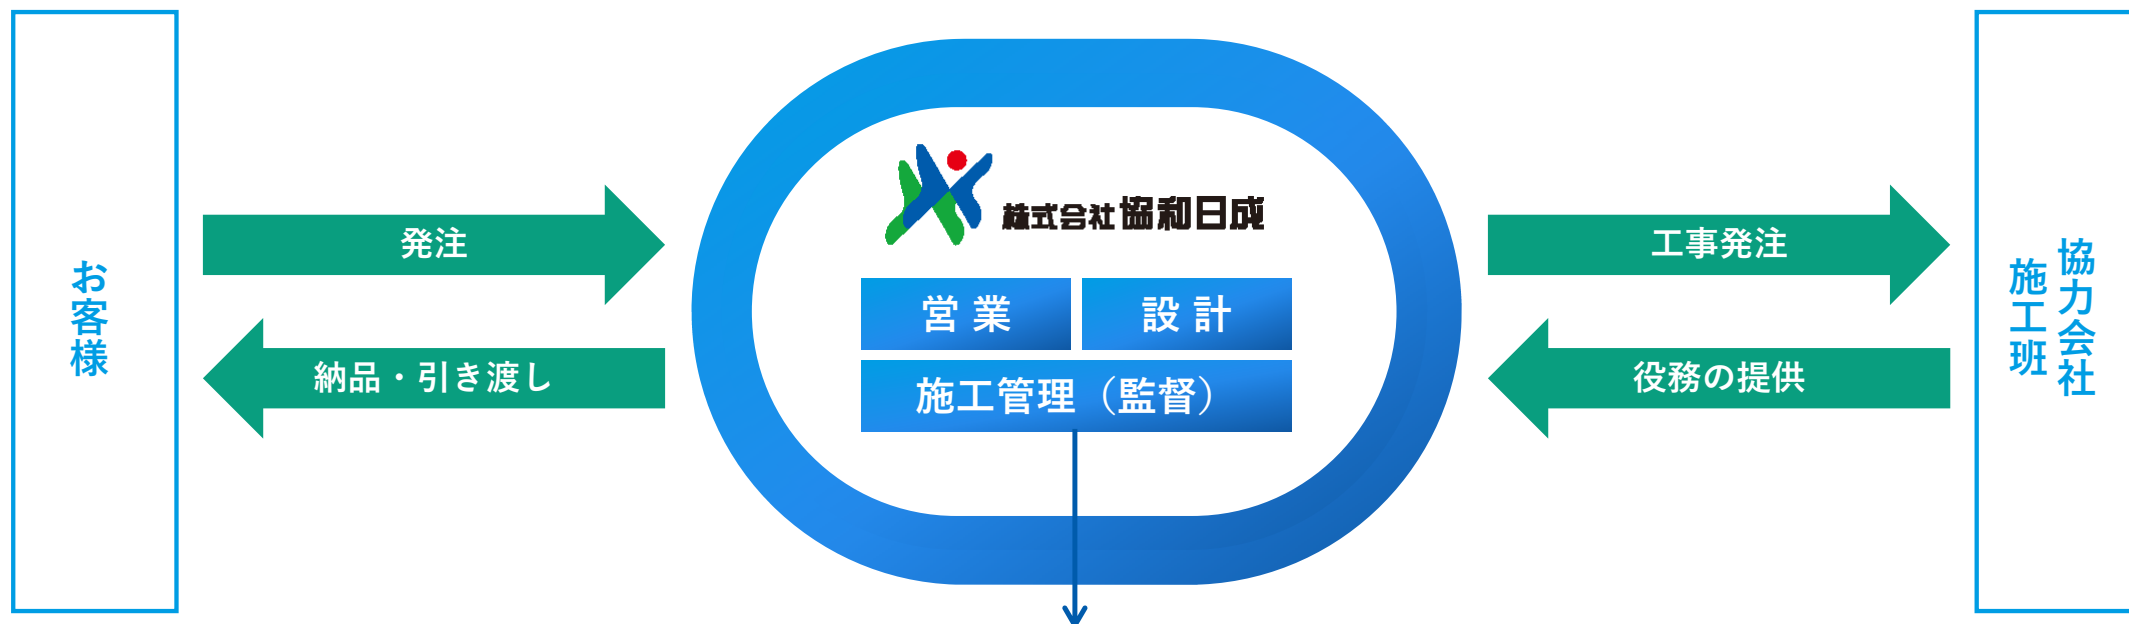 お客様
発注
納品・引き渡し
株式会社協和日成
営業
設計
施工管理（監督）
工事発注
役務の提供
協力会社
施工班